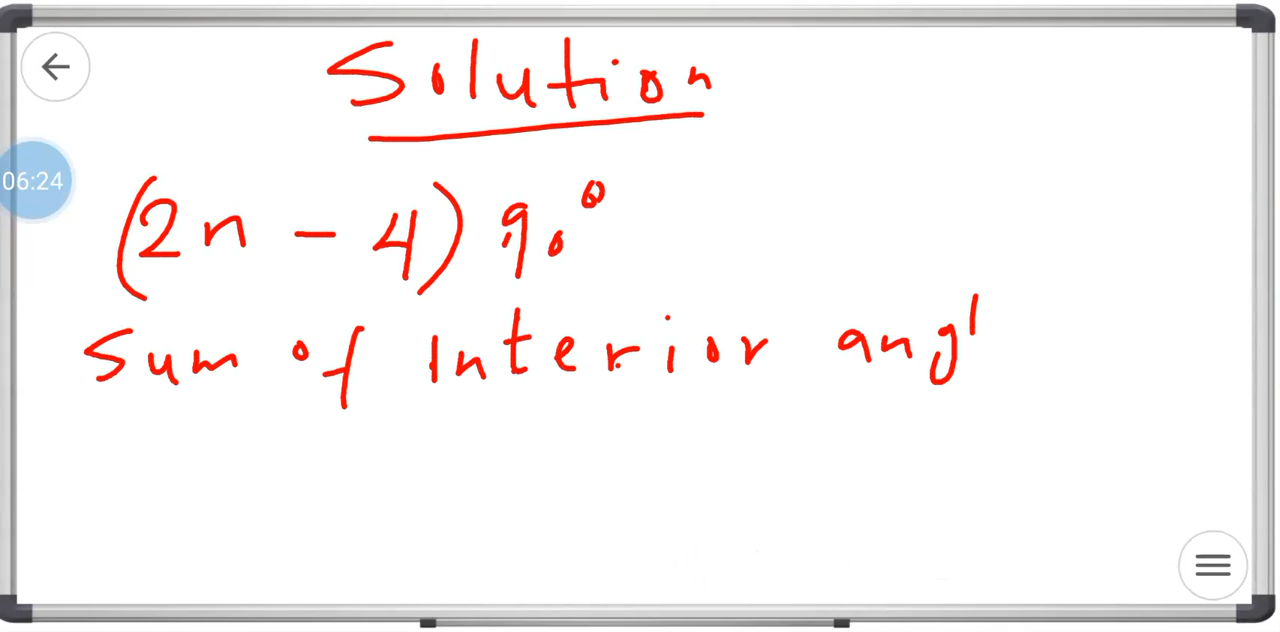 Solution
06:24
(2n - 4) 90°
Sum of Interior angl